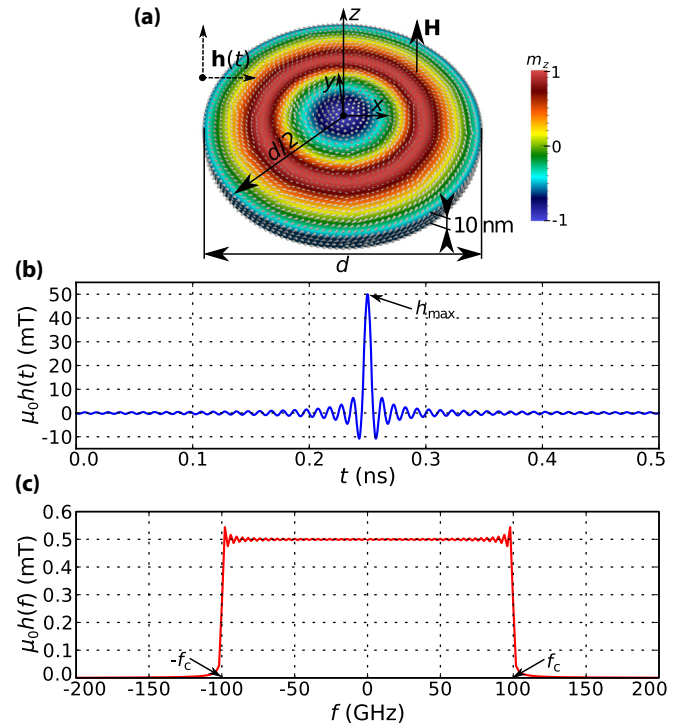 (a)
z
H
h(t)
m_z
1
y
x
0
d/2
-1
10 nm
d
(b)
50
40
30
20
10
0
-10
h_max
μ₀h(t) (mT)
0.0 0.1 0.2 0.3 0.4 0.5
t (ns)
(c)
0.6
0.5
0.4
0.3
0.2
0.1
0.0
μ₀h(f) (mT)
-f_c
f_c
-200 -150 -100 -50 0 50 100 150 200
f (GHz)